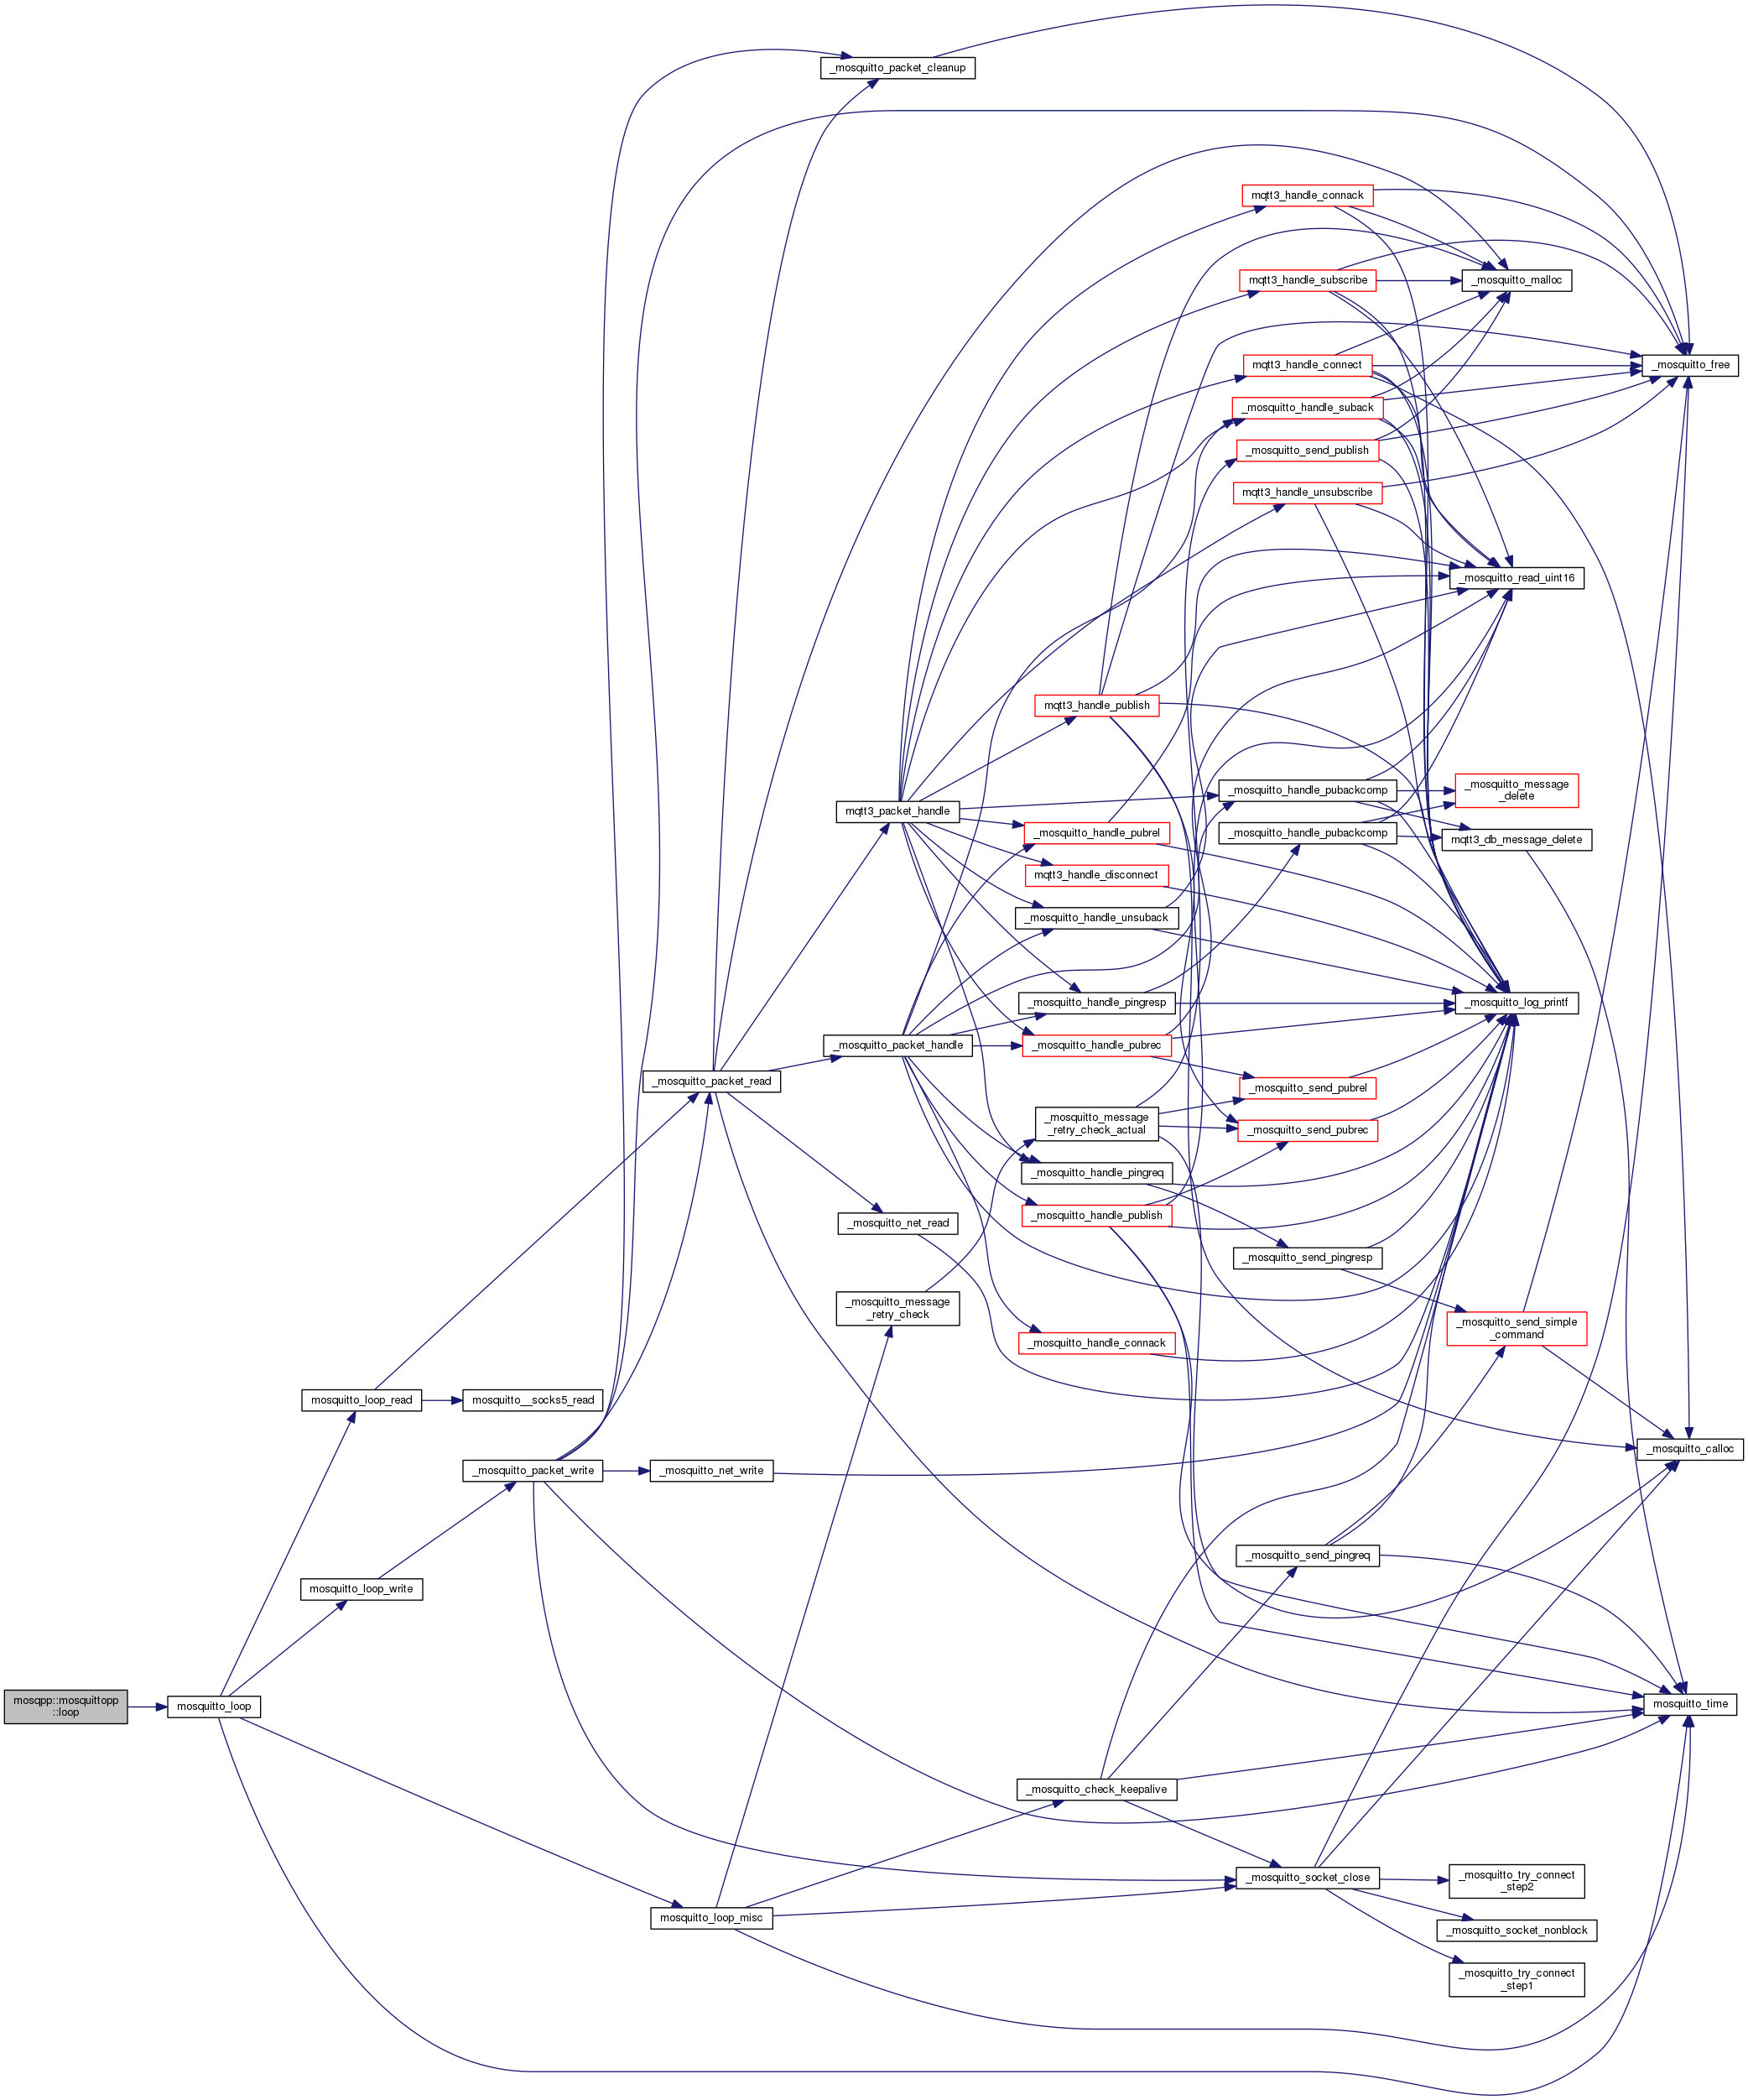 _mosquitto_packet_cleanup
mqtt3_handle_connack
mqtt3_handle_subscribe
_mosquitto_malloc
mqtt3_handle_connect
_mosquitto_free
_mosquitto_handle_suback
_mosquitto_send_publish
mqtt3_handle_unsubscribe
_mosquitto_read_uint16
mqtt3_handle_publish
_mosquitto_handle_pubackcomp
_mosquitto_message
_delete
mqtt3_packet_handle
_mosquitto_handle_pubrel
_mosquitto_handle_pubackcomp
mqtt3_db_message_delete
mqtt3_handle_disconnect
_mosquitto_handle_unsuback
_mosquitto_handle_pingresp
_mosquitto_log_printf
_mosquitto_packet_handle
_mosquitto_handle_pubrec
_mosquitto_packet_read
_mosquitto_send_pubrel
_mosquitto_message
_retry_check_actual
_mosquitto_send_pubrec
_mosquitto_handle_pingreq
_mosquitto_handle_publish
_mosquitto_net_read
_mosquitto_send_pingresp
_mosquitto_message
_retry_check
_mosquitto_send_simple
_command
_mosquitto_handle_connack
mosquitto_loop_read
mosquitto__socks5_read
_mosquitto_calloc
_mosquitto_packet_write
_mosquitto_net_write
_mosquitto_send_pingreq
mosquitto_loop_write
mosqpp::mosquittopp
::loop
mosquitto_loop
mosquitto_time
_mosquitto_check_keepalive
_mosquitto_socket_close
_mosquitto_try_connect
_step2
mosquitto_loop_misc
_mosquitto_socket_nonblock
_mosquitto_try_connect
_step1